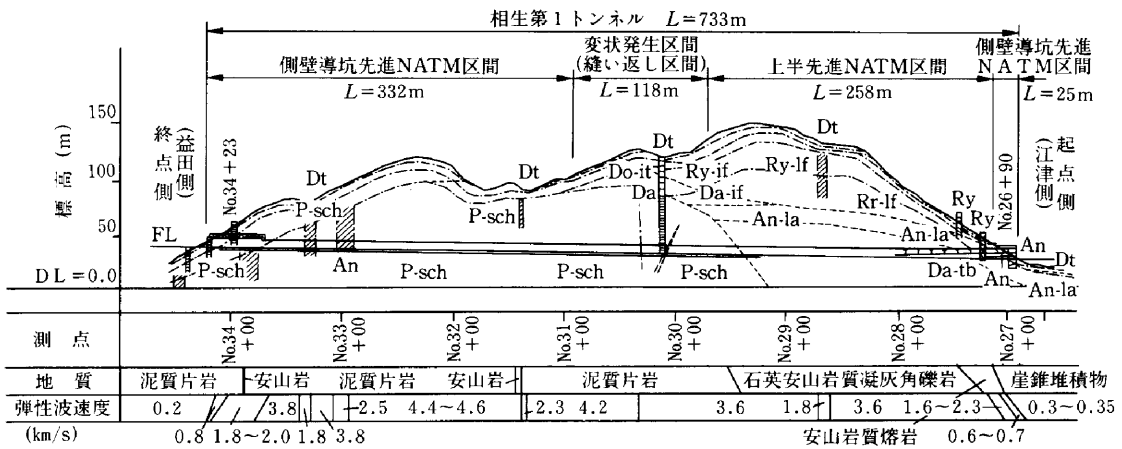 相生第1トンネル L=733m
側壁導坑先進NATM区間
L=332m
変状発生区間
(縫い返し区間)
L=118m
上半先進NATM区間
L=258m
側壁導坑先進
NATM区間
L=25m
標高(m)
150
100
50
FL
DL=0.0
終点側
(益田側)
No.34+23
起点側
(江津側)
No.26+90
Dt
P-sch
Dt
P-sch
Dt
Do-it
Da
Ry-if
Da-if
Dt
Ry-lf
Rr-lf
An-la
An-la
Ry
Ry
An
Dt
Da-tb
An
An-la
P-sch
An
P-sch
P-sch
P-sch
測点
No.34+00
No.33+00
No.32+00
No.31+00
No.30+00
No.29+00
No.28+00
No.27+00
地質
泥質片岩
安山岩
泥質片岩
安山岩
泥質片岩
石英安山岩質凝灰角礫岩
崖錐堆積物
弾性波速度
(km/s)
0.2
3.8
2.5
4.4~4.6
2.3
4.2
3.6
1.8
3.6
1.6~2.3
0.3~0.35
0.8
1.8~2.0
1.8
3.8
安山岩質熔岩
0.6~0.7